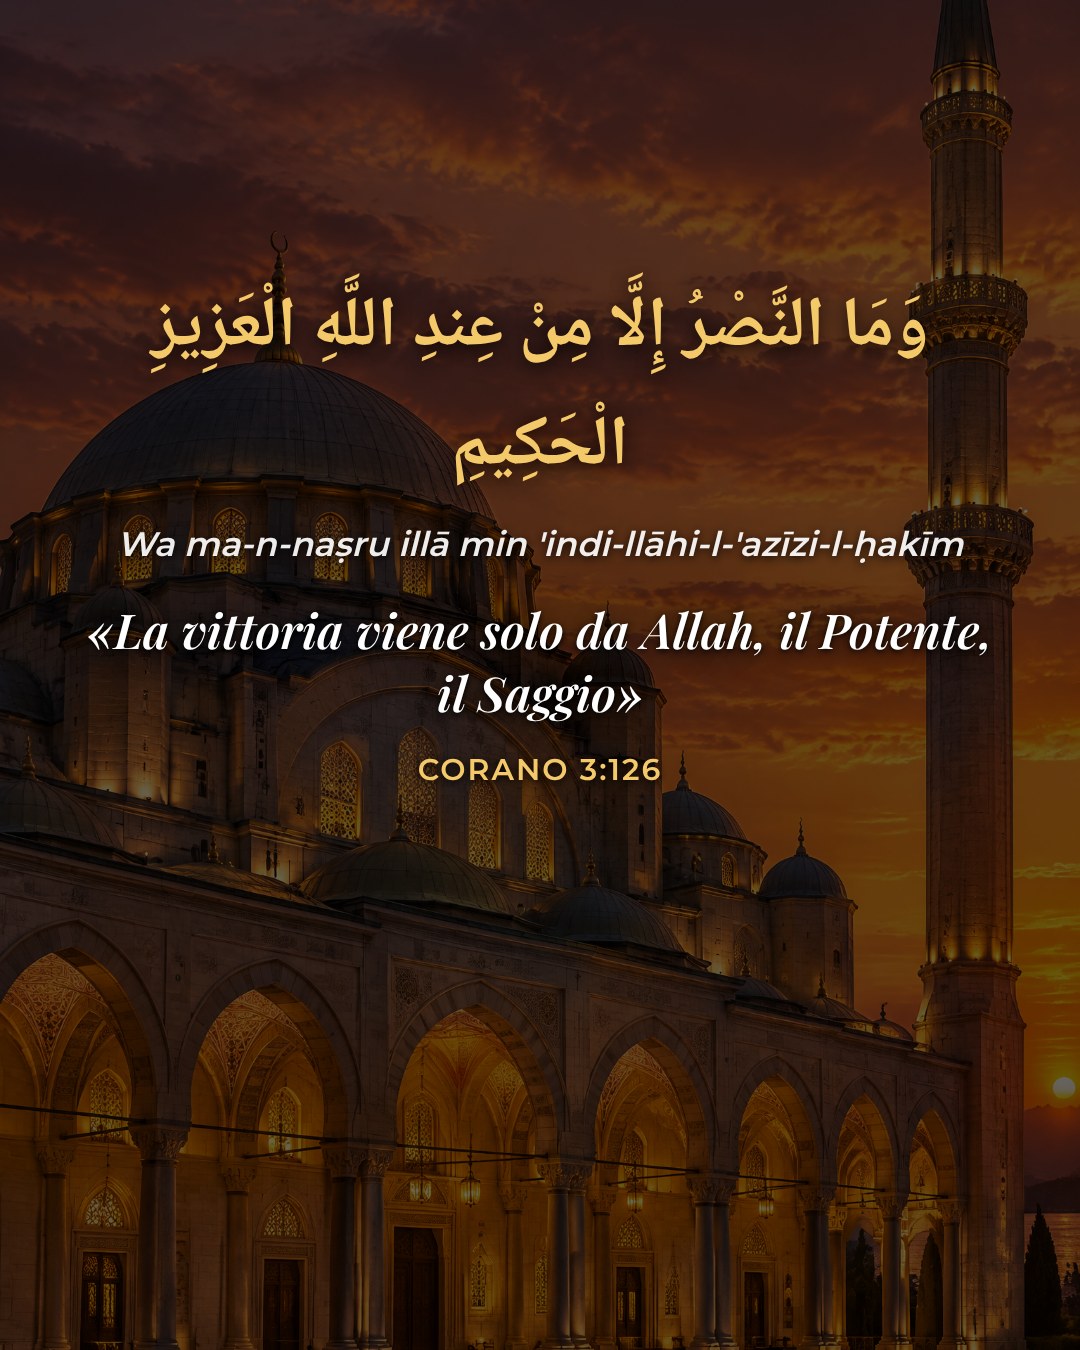 وَمَا النَّصْرُ إِلَّا مِنْ عِندِ اللَّهِ الْعَزِيزِ
الْحَكِيمِ
Wa ma-n-naṣru illā min 'indi-llāhi-l-'azīzi-l-ḥakīm
«La vittoria viene solo da Allah, il Potente,
il Saggio»
CORANO 3:126